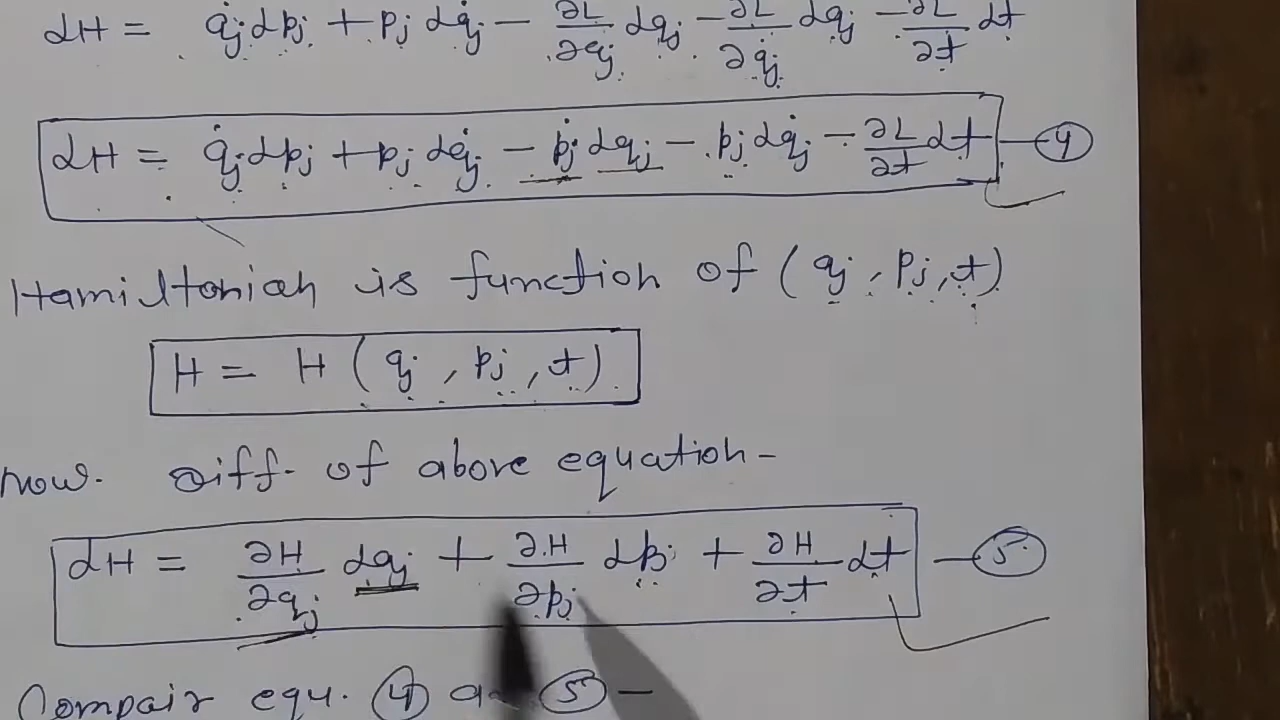 dH = q̇j dpj + pj dq̇j - ∂L/∂qj dqj - ∂L/∂q̇j dq̇j - ∂L/∂t dt
dH = q̇j dpj + pj dq̇j - ṗj dqj - pj dq̇j - ∂L/∂t dt — 4
Hamiltonian is function of (qj, pj, t)
H = H (qj, pj, t)
Now. Diff. of above equation -
dH = ∂H/∂qj dqj + ∂H/∂pj dpj + ∂H/∂t dt — 5
Compair equ. 4 5 -